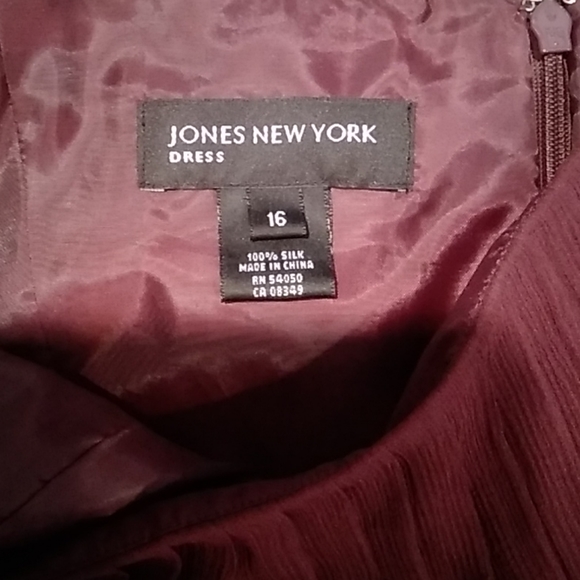 JONES NEW YORK
DRESS
16
100% SILK
MADE IN CHINA
RN 54050
CA 08349